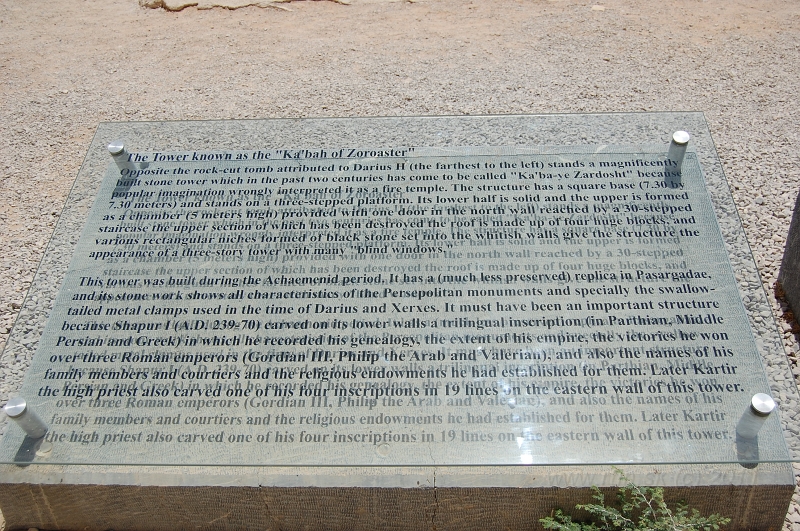 The Tower known as the "Ka'bah of Zoroaster"
Opposite the rock-cut tomb attributed to Darius II (the farthest to the left) stands a magnificently
built stone tower which in the past two centuries has come to be called "Ka'ba-ye Zardosht" because
popular imagination wrongly interpreted it as a fire temple. The structure has a square base (7.30 by
7.30 meters) and stands on a three-stepped platform. Its lower half is solid and the upper is formed
as a chamber (5 meters high) provided with one door in the north wall reached by a 30-stepped
staircase the upper section of which has been destroyed the roof is made up of four huge blocks, and
various rectangular niches formed of black stone set into the whitish walls give the structure the
appearance of a three-story tower with many "blind windows."
This tower was built during the Achaemenid period. It has a (much less preserved) replica in Pasargadae,
and its stone work shows all characteristics of the Persepolitan monuments and specially the swallow-
tailed metal clamps used in the time of Darius and Xerxes. It must have been an important structure
because Shapur I (A.D. 239-70) carved on its lower walls a trilingual inscription (in Parthian, Middle
Persian and Greek) in which he recorded his genealogy, the extent of his empire, the victories he won
over three Roman emperors (Gordian III, Philip the Arab and Valerian), and also the names of his
family members and courtiers and the religious endowments he had established for them. Later Kartir
the high priest also carved one of his four inscriptions in 19 lines on the eastern wall of this tower.